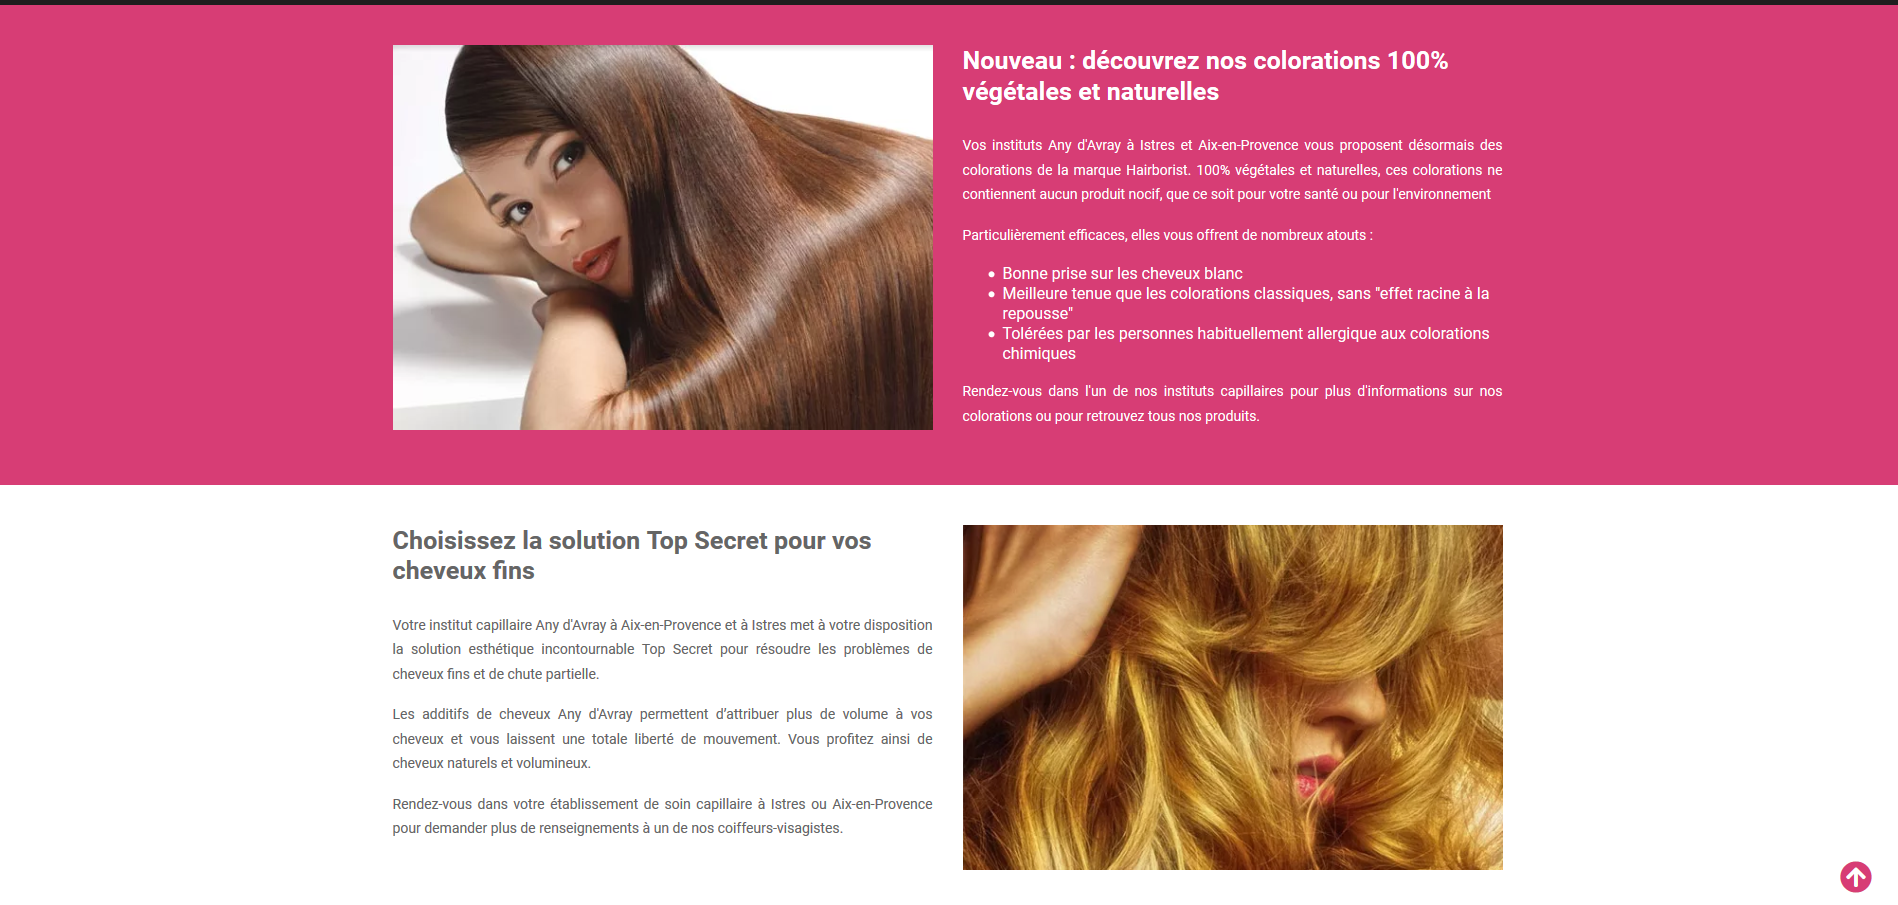 Nouveau : découvrez nos colorations 100%
végétales et naturelles
Vos instituts Any d'Avray à Istres et Aix-en-Provence vous proposent désormais des
colorations de la marque Hairborist. 100% végétales et naturelles, ces colorations ne
contiennent aucun produit nocif, que ce soit pour votre santé ou pour l'environnement
Particulièrement efficaces, elles vous offrent de nombreux atouts :
• Bonne prise sur les cheveux blanc
• Meilleure tenue que les colorations classiques, sans "effet racine à la
repousse"
• Tolérées par les personnes habituellement allergique aux colorations
chimiques
Rendez-vous dans l'un de nos instituts capillaires pour plus d'informations sur nos
colorations ou pour retrouvez tous nos produits.
Choisissez la solution Top Secret pour vos
cheveux fins
Votre institut capillaire Any d'Avray à Aix-en-Provence et à Istres met à votre disposition
la solution esthétique incontournable Top Secret pour résoudre les problèmes de
cheveux fins et de chute partielle.
Les additifs de cheveux Any d'Avray permettent d’attribuer plus de volume à vos
cheveux et vous laissent une totale liberté de mouvement. Vous profitez ainsi de
cheveux naturels et volumineux.
Rendez-vous dans votre établissement de soin capillaire à Istres ou Aix-en-Provence
pour demander plus de renseignements à un de nos coiffeurs-visagistes.